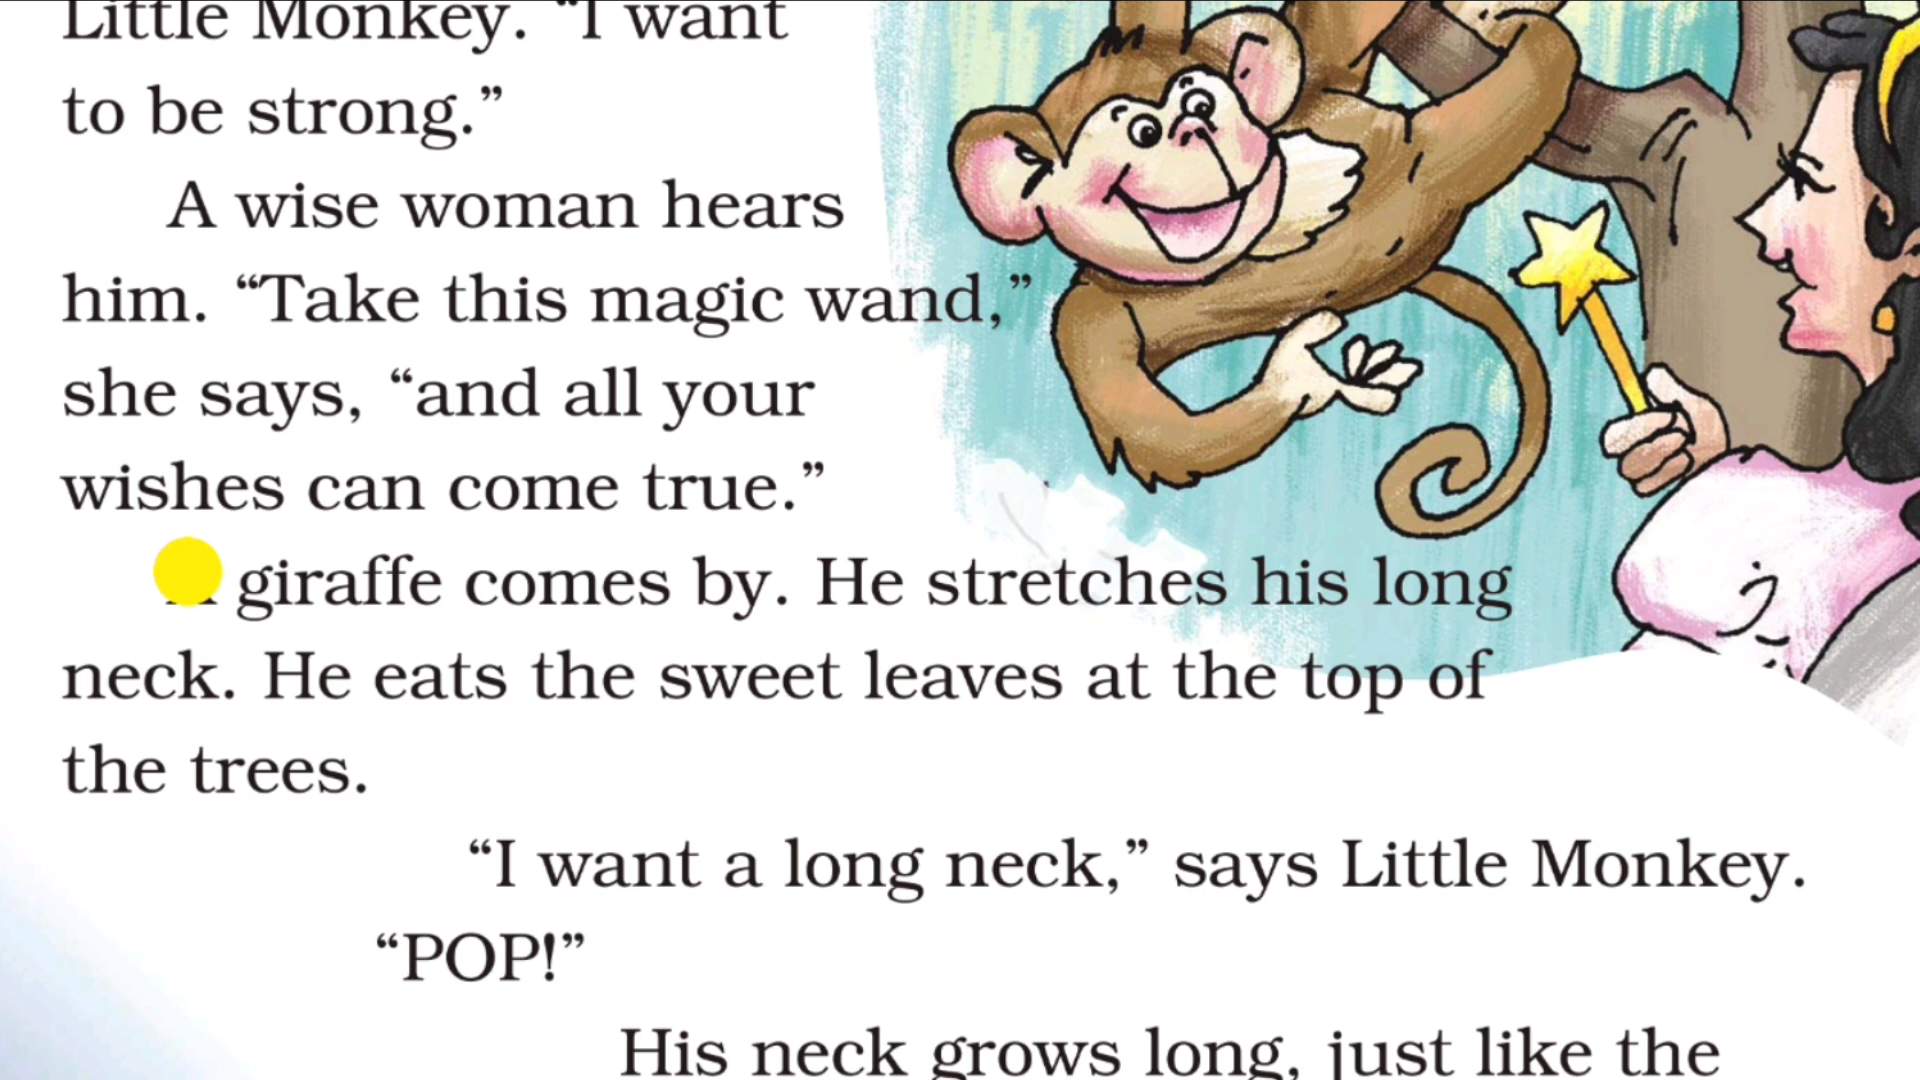 Little Monkey. “I want
to be strong.”
A wise woman hears
him. “Take this magic wand,”
she says, “and all your
wishes can come true.”
giraffe comes by. He stretches his long
neck. He eats the sweet leaves at the top of
the trees.
“I want a long neck,” says Little Monkey.
“POP!”
His neck grows long, just like the